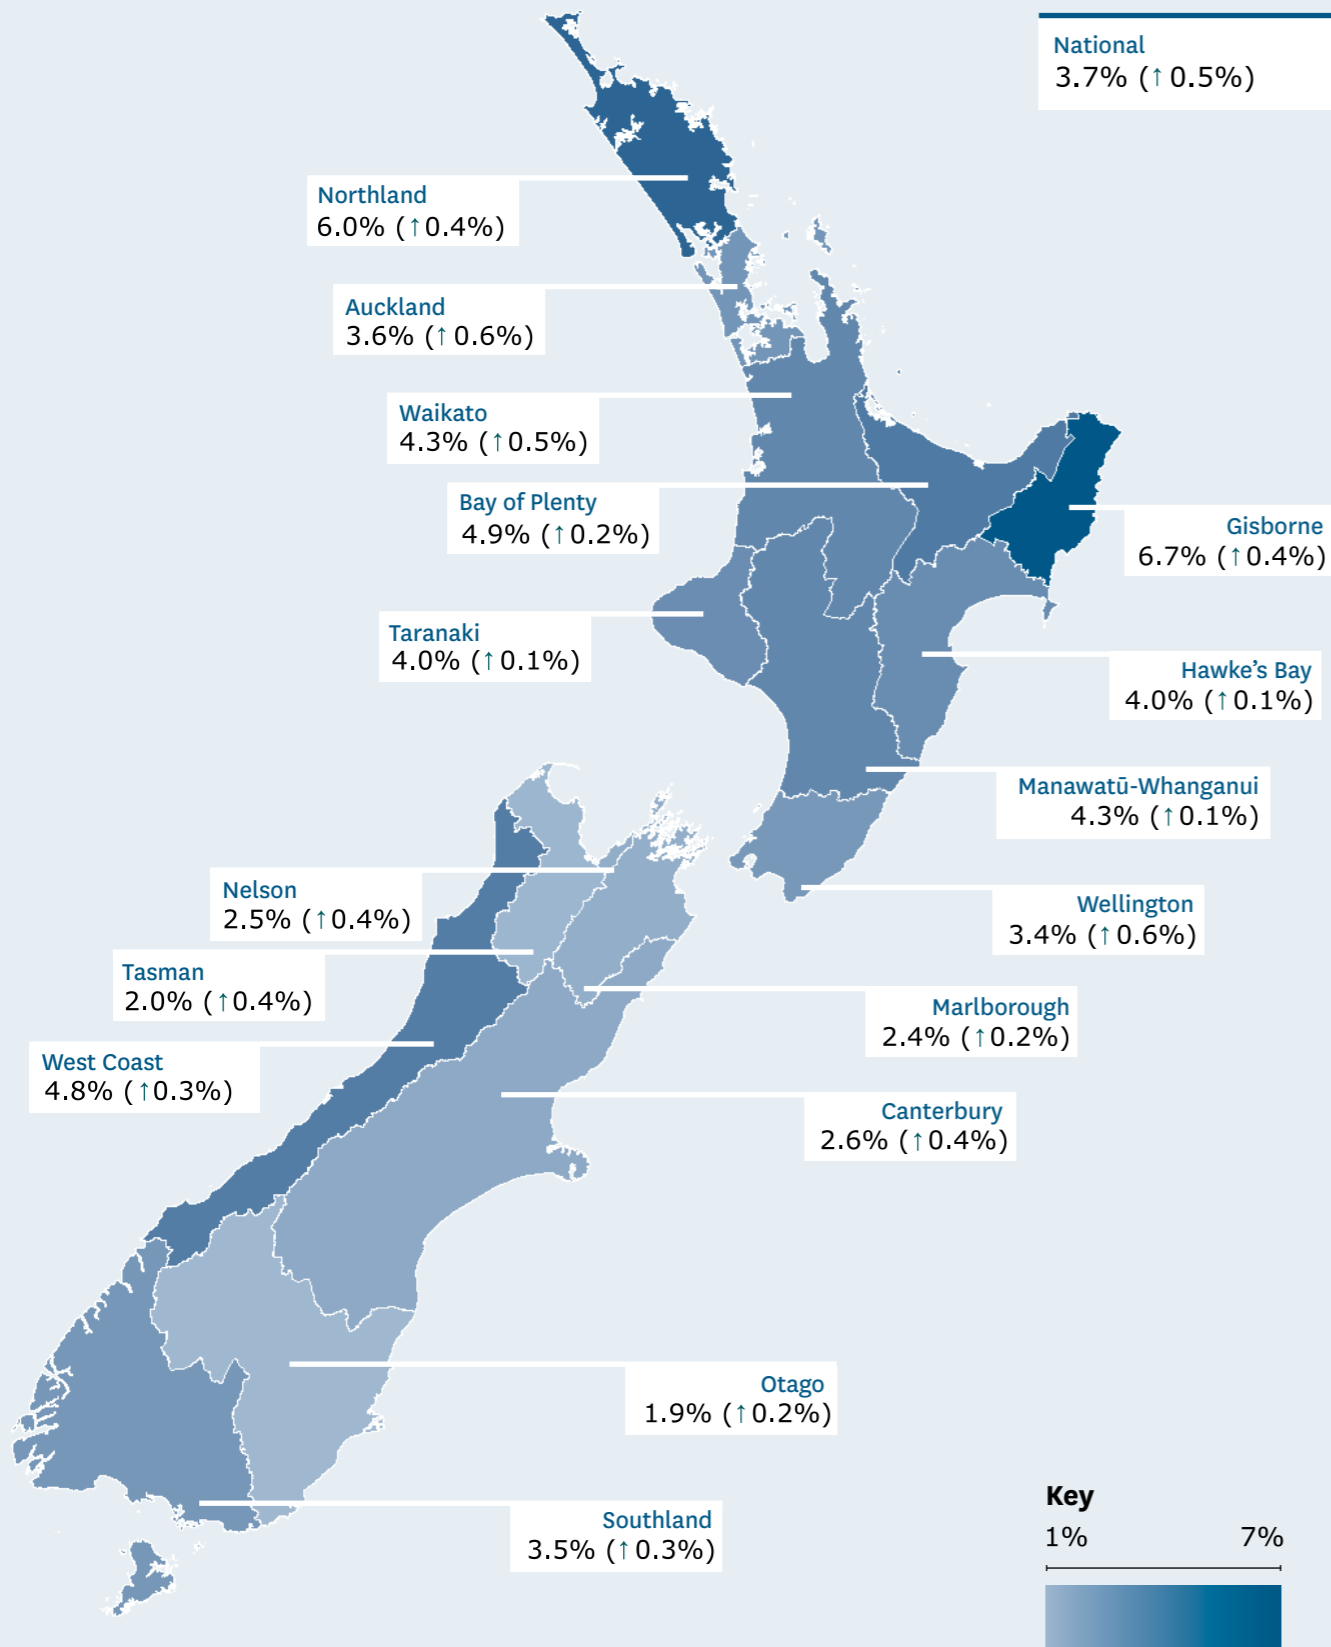 National
3.7% (↑0.5%)
Northland
6.0% (↑0.4%)
Auckland
3.6% (↑0.6%)
Waikato
4.3% (↑0.5%)
Bay of Plenty
4.9% (↑0.2%)
Gisborne
6.7% (↑0.4%)
Taranaki
4.0% (↑0.1%)
Hawke’s Bay
4.0% (↑0.1%)
Manawatū-Whanganui
4.3% (↑0.1%)
Nelson
2.5% (↑0.4%)
Wellington
3.4% (↑0.6%)
Tasman
2.0% (↑0.4%)
Marlborough
2.4% (↑0.2%)
West Coast
4.8% (↑0.3%)
Canterbury
2.6% (↑0.4%)
Otago
1.9% (↑0.2%)
Southland
3.5% (↑0.3%)
Key
1% 7%